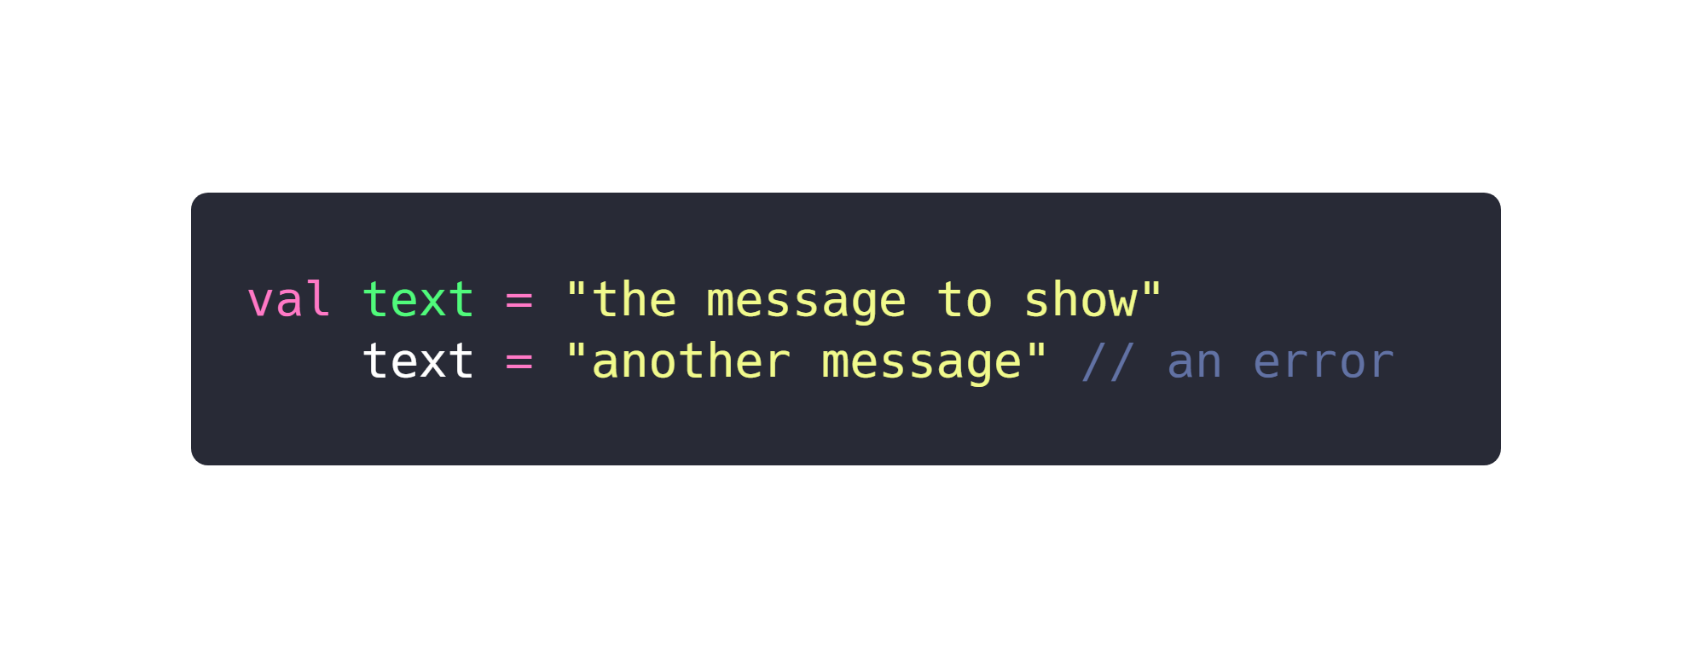 val text = "the message to show"
    text = "another message" // an error